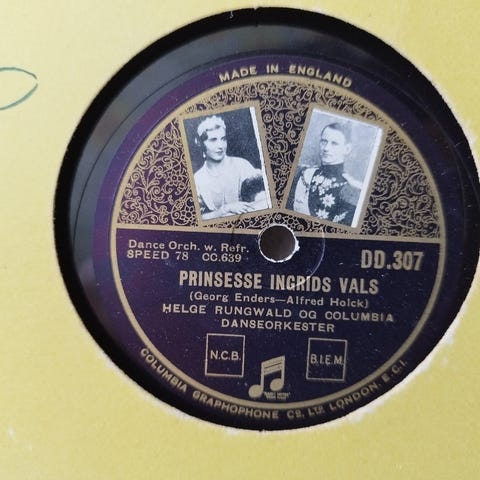 MADE IN ENGLAND
Dance Orch. w. Refr.
SPEED 78 CC.639
DD.307
PRINSESSE INGRIDS VALS
(Georg Enders—Alfred Holck)
HELGE RUNGWALD OG COLUMBIA
DANSEORKESTER
N.C.B.
B.I.E.M.
COLUMBIA GRAPHOPHONE CO. LTD. LONDON. E.C.1.